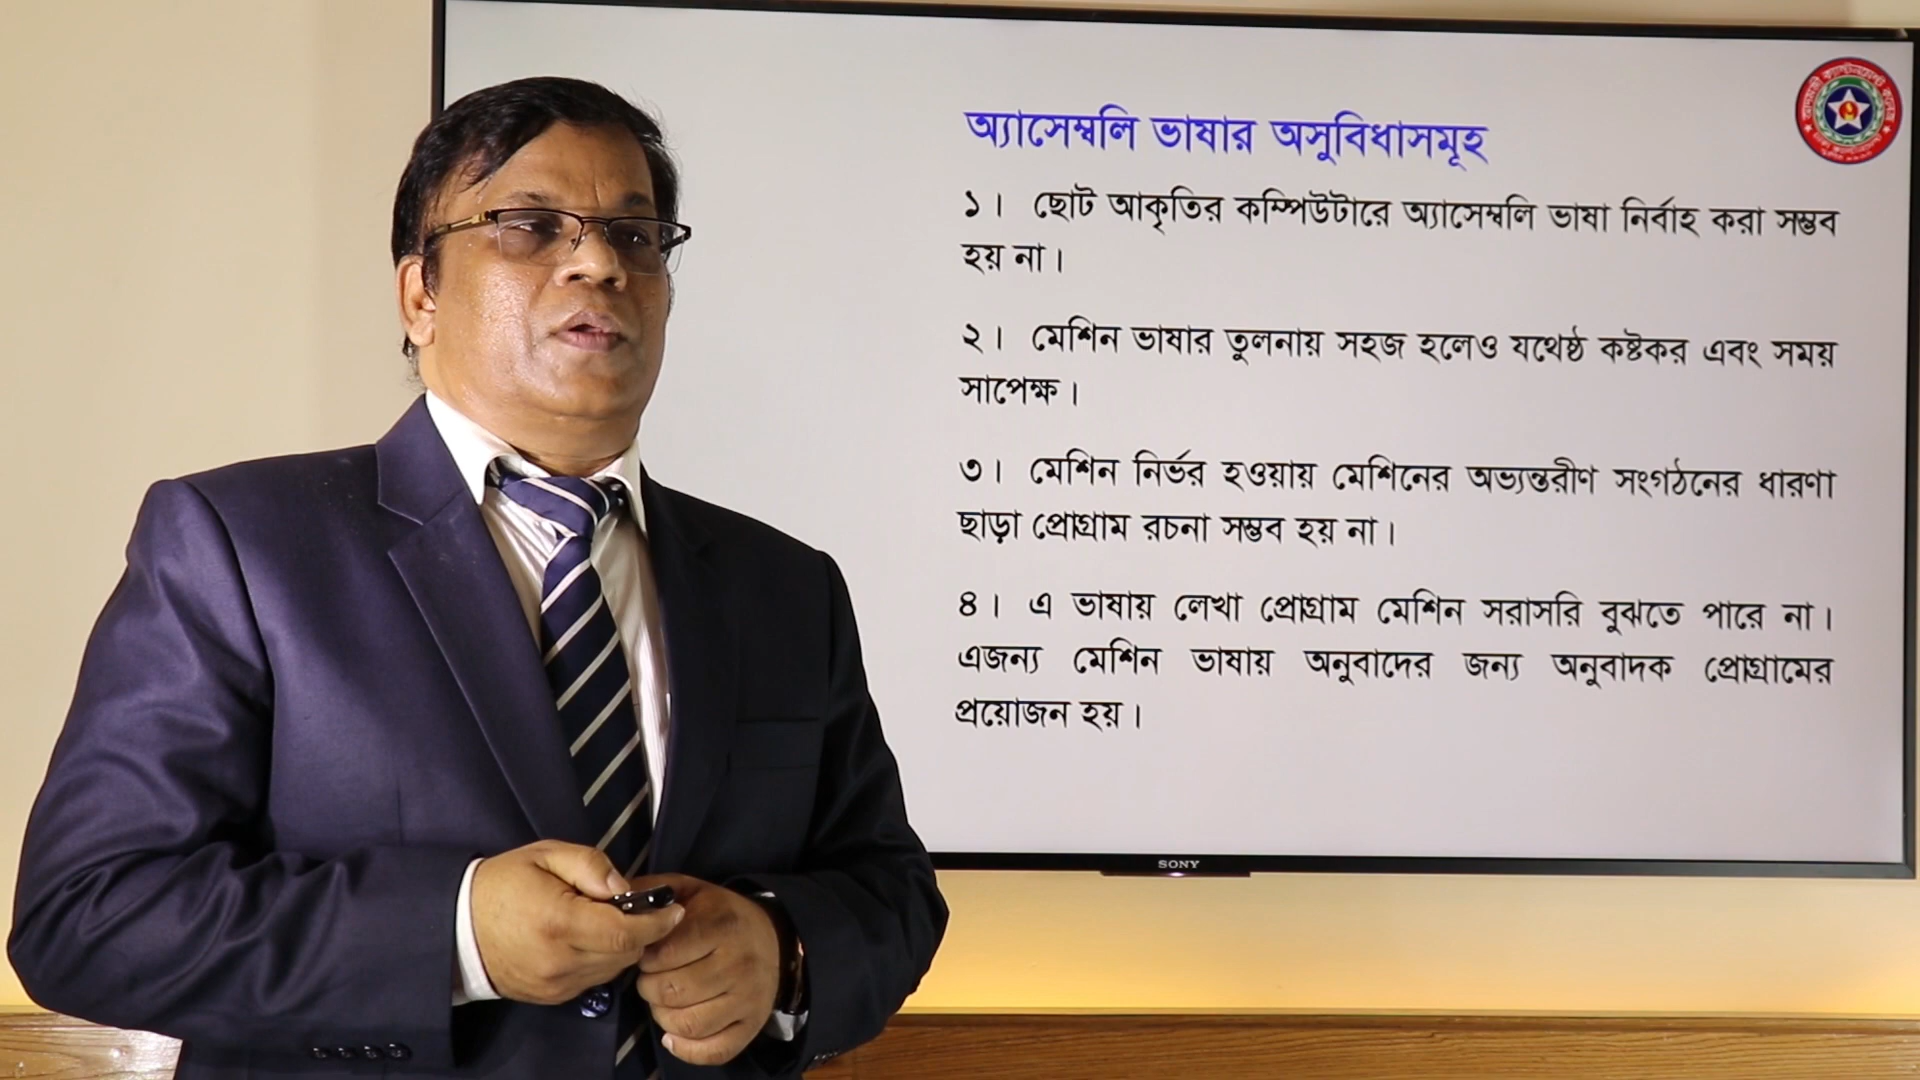 অ্যাসেম্বলি ভাষার অসুবিধাসমূহ
১। ছোট আকৃতির কম্পিউটারে অ্যাসেম্বলি ভাষা নির্বাহ করা সম্ভব
হয় না।
২। মেশিন ভাষার তুলনায় সহজ হলেও যথেষ্ঠ কষ্টকর এবং সময়
সাপেক্ষ।
৩। মেশিন নির্ভর হওয়ায় মেশিনের অভ্যন্তরীণ সংগঠনের ধারণা
ছাড়া প্রোগ্রাম রচনা সম্ভব হয় না।
৪। এ ভাষায় লেখা প্রোগ্রাম মেশিন সরাসরি বুঝতে পারে না।
এজন্য মেশিন ভাষায় অনুবাদের জন্য অনুবাদক প্রোগ্রামের
প্রয়োজন হয়।
SONY